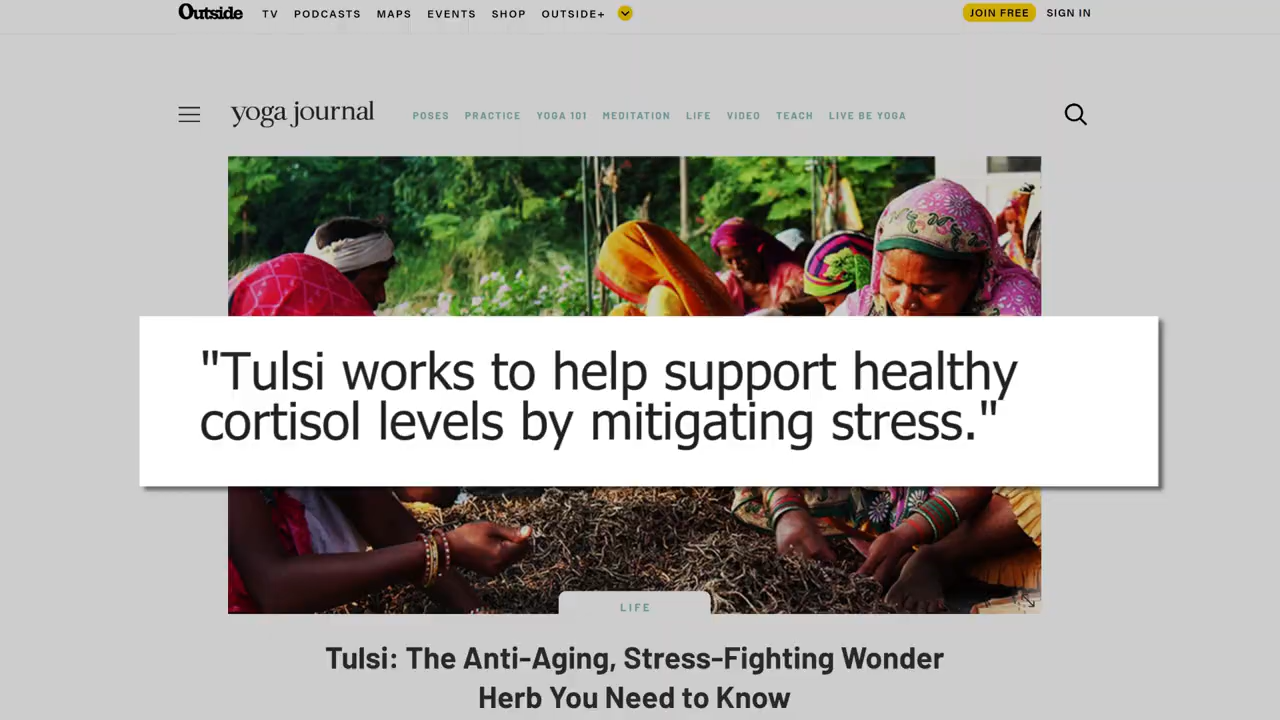 Outside TV PODCASTS MAPS EVENTS SHOP OUTSIDE+ JOIN FREE SIGN IN
yoga journal POSES PRACTICE YOGA 101 MEDITATION LIFE VIDEO TEACH LIVE BE YOGA
"Tulsi works to help support healthy
cortisol levels by mitigating stress."
LIFE
Tulsi: The Anti-Aging, Stress-Fighting Wonder
Herb You Need to Know